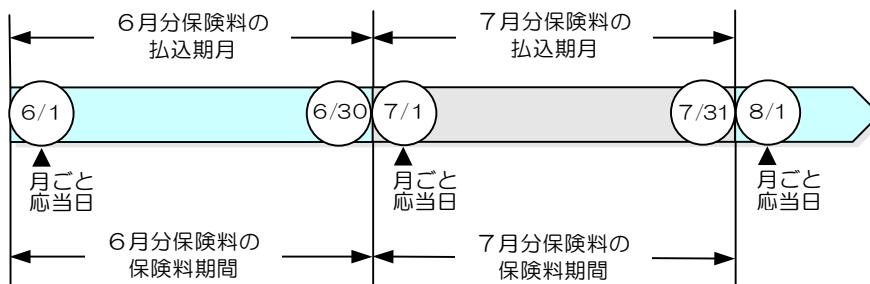 6月分保険料の
払込期月
7月分保険料の
払込期月
6/1
6/30
7/1
7/31
8/1
月ごと
応当日
月ごと
応当日
月ごと
応当日
6月分保険料の
保険料期間
7月分保険料の
保険料期間